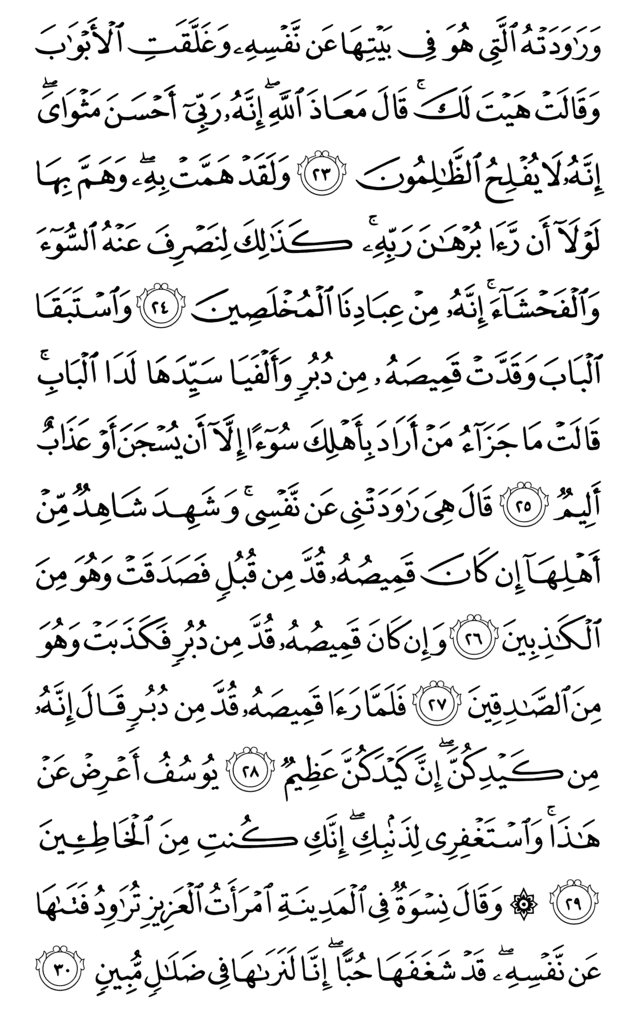 وَرَٰوَدَتْهُ ٱلَّتِى هُوَ فِى بَيْتِهَا عَن نَّفْسِهِۦ وَغَلَّقَتِ ٱلْأَبْوَٰبَ
وَقَالَتْ هَيْتَ لَكَ ۚ قَالَ مَعَاذَ ٱللَّهِ ۖ إِنَّهُۥ رَبِّىٓ أَحْسَنَ مَثْوَاىَ ۖ
إِنَّهُۥ لَا يُفْلِحُ ٱلظَّٰلِمُونَ ٢٣ وَلَقَدْ هَمَّتْ بِهِۦ ۖ وَهَمَّ بِهَا
لَوْلَآ أَن رَّءَا بُرْهَٰنَ رَبِّهِۦ ۚ كَذَٰلِكَ لِنَصْرِفَ عَنْهُ ٱلسُّوٓءَ
وَٱلْفَحْشَآءَ ۚ إِنَّهُۥ مِنْ عِبَادِنَا ٱلْمُخْلَصِينَ ٢٤ وَٱسْتَبَقَا
ٱلْبَابَ وَقَدَّتْ قَمِيصَهُۥ مِن دُبُرٍ وَأَلْفَيَا سَيِّدَهَا لَدَا ٱلْبَابِ ۚ
قَالَتْ مَا جَزَآءُ مَنْ أَرَادَ بِأَهْلِكَ سُوٓءًا إِلَّآ أَن يُسْجَنَ أَوْ عَذَابٌ
أَلِيمٌ ٢٥ قَالَ هِىَ رَٰوَدَتْنِى عَن نَّفْسِى ۚ وَشَهِدَ شَاهِدٌ مِّنْ
أَهْلِهَآ إِن كَانَ قَمِيصُهُۥ قُدَّ مِن قُبُلٍ فَصَدَقَتْ وَهُوَ مِنَ
ٱلْكَٰذِبِينَ ٢٦ وَإِن كَانَ قَمِيصُهُۥ قُدَّ مِن دُبُرٍ فَكَذَبَتْ وَهُوَ
مِنَ ٱلصَّٰدِقِينَ ٢٧ فَلَمَّا رَءَا قَمِيصَهُۥ قُدَّ مِن دُبُرٍ قَالَ إِنَّهُۥ
مِن كَيْدِكُنَّ ۖ إِنَّ كَيْدَكُنَّ عَظِيمٌ ٢٨ يُوسُفُ أَعْرِضْ عَنْ
هَٰذَا ۚ وَٱسْتَغْفِرِى لِذَنۢبِكِ ۖ إِنَّكِ كُنتِ مِنَ ٱلْخَاطِـِٔينَ
٢٩ ۞ وَقَالَ نِسْوَةٌ فِى ٱلْمَدِينَةِ ٱمْرَأَتُ ٱلْعَزِيزِ تُرَٰوِدُ فَتَىٰهَا
عَن نَّفْسِهِۦ ۖ قَدْ شَغَفَهَا حُبًّا ۖ إِنَّا لَنَرَىٰهَا فِى ضَلَٰلٍ مُّبِينٍ ٣٠